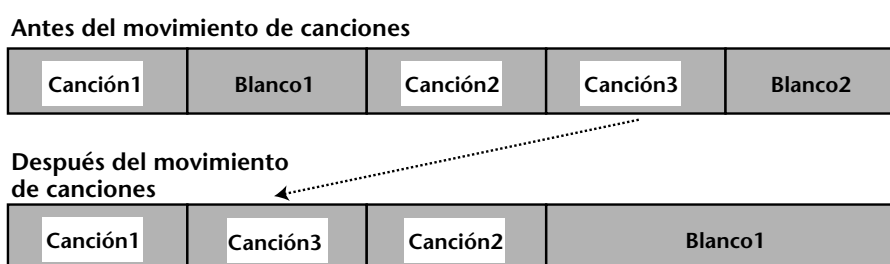 Antes del movimiento de canciones
Canción1 Blanco1 Canción2 Canción3 Blanco2
Después del movimiento
de canciones
Canción1 Canción3 Canción2 Blanco1